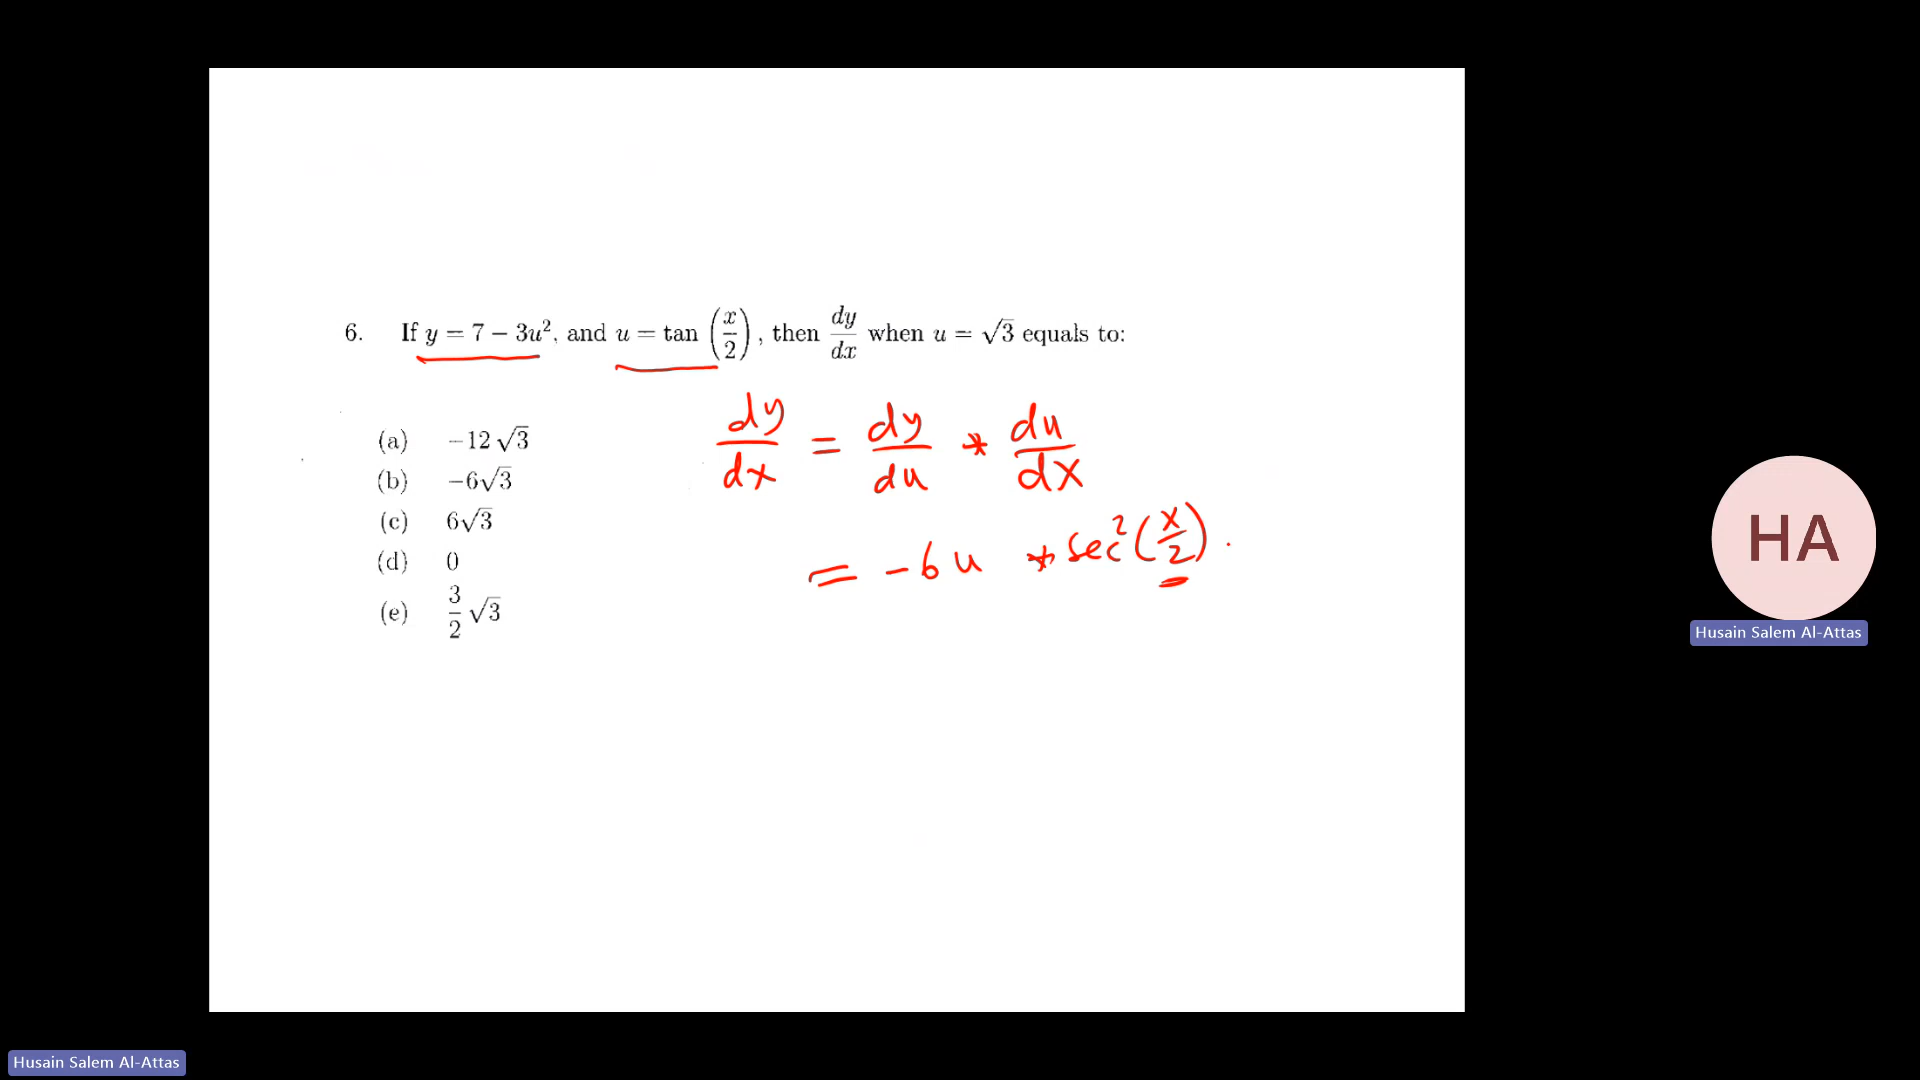 6. If y = 7 − 3u², and u = tan (x/2), then dy/dx when u = √3 equals to:
(a) −12√3
(b) −6√3
(c) 6√3
(d) 0
(e) 3/2 √3
dy/dx = dy/du * du/dx
= −6u * sec²(x/2) .
HA
Husain Salem Al-Attas
Husain Salem Al-Attas